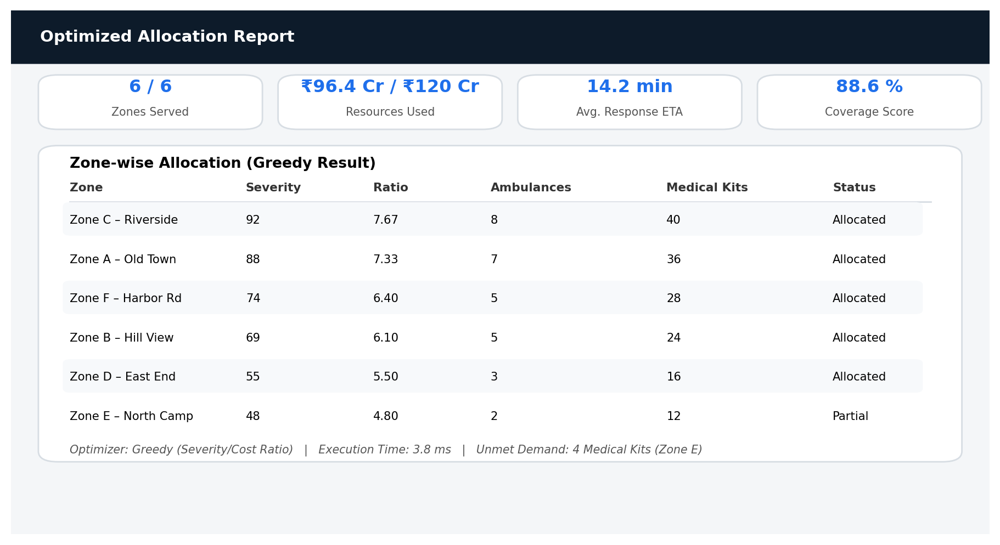 Optimized Allocation Report
6 / 6
Zones Served
₹96.4 Cr / ₹120 Cr
Resources Used
14.2 min
Avg. Response ETA
88.6 %
Coverage Score
Zone-wise Allocation (Greedy Result)
Zone Severity Ratio Ambulances Medical Kits Status
Zone C – Riverside 92 7.67 8 40 Allocated
Zone A – Old Town 88 7.33 7 36 Allocated
Zone F – Harbor Rd 74 6.40 5 28 Allocated
Zone B – Hill View 69 6.10 5 24 Allocated
Zone D – East End 55 5.50 3 16 Allocated
Zone E – North Camp 48 4.80 2 12 Partial
Optimizer: Greedy (Severity/Cost Ratio) | Execution Time: 3.8 ms | Unmet Demand: 4 Medical Kits (Zone E)